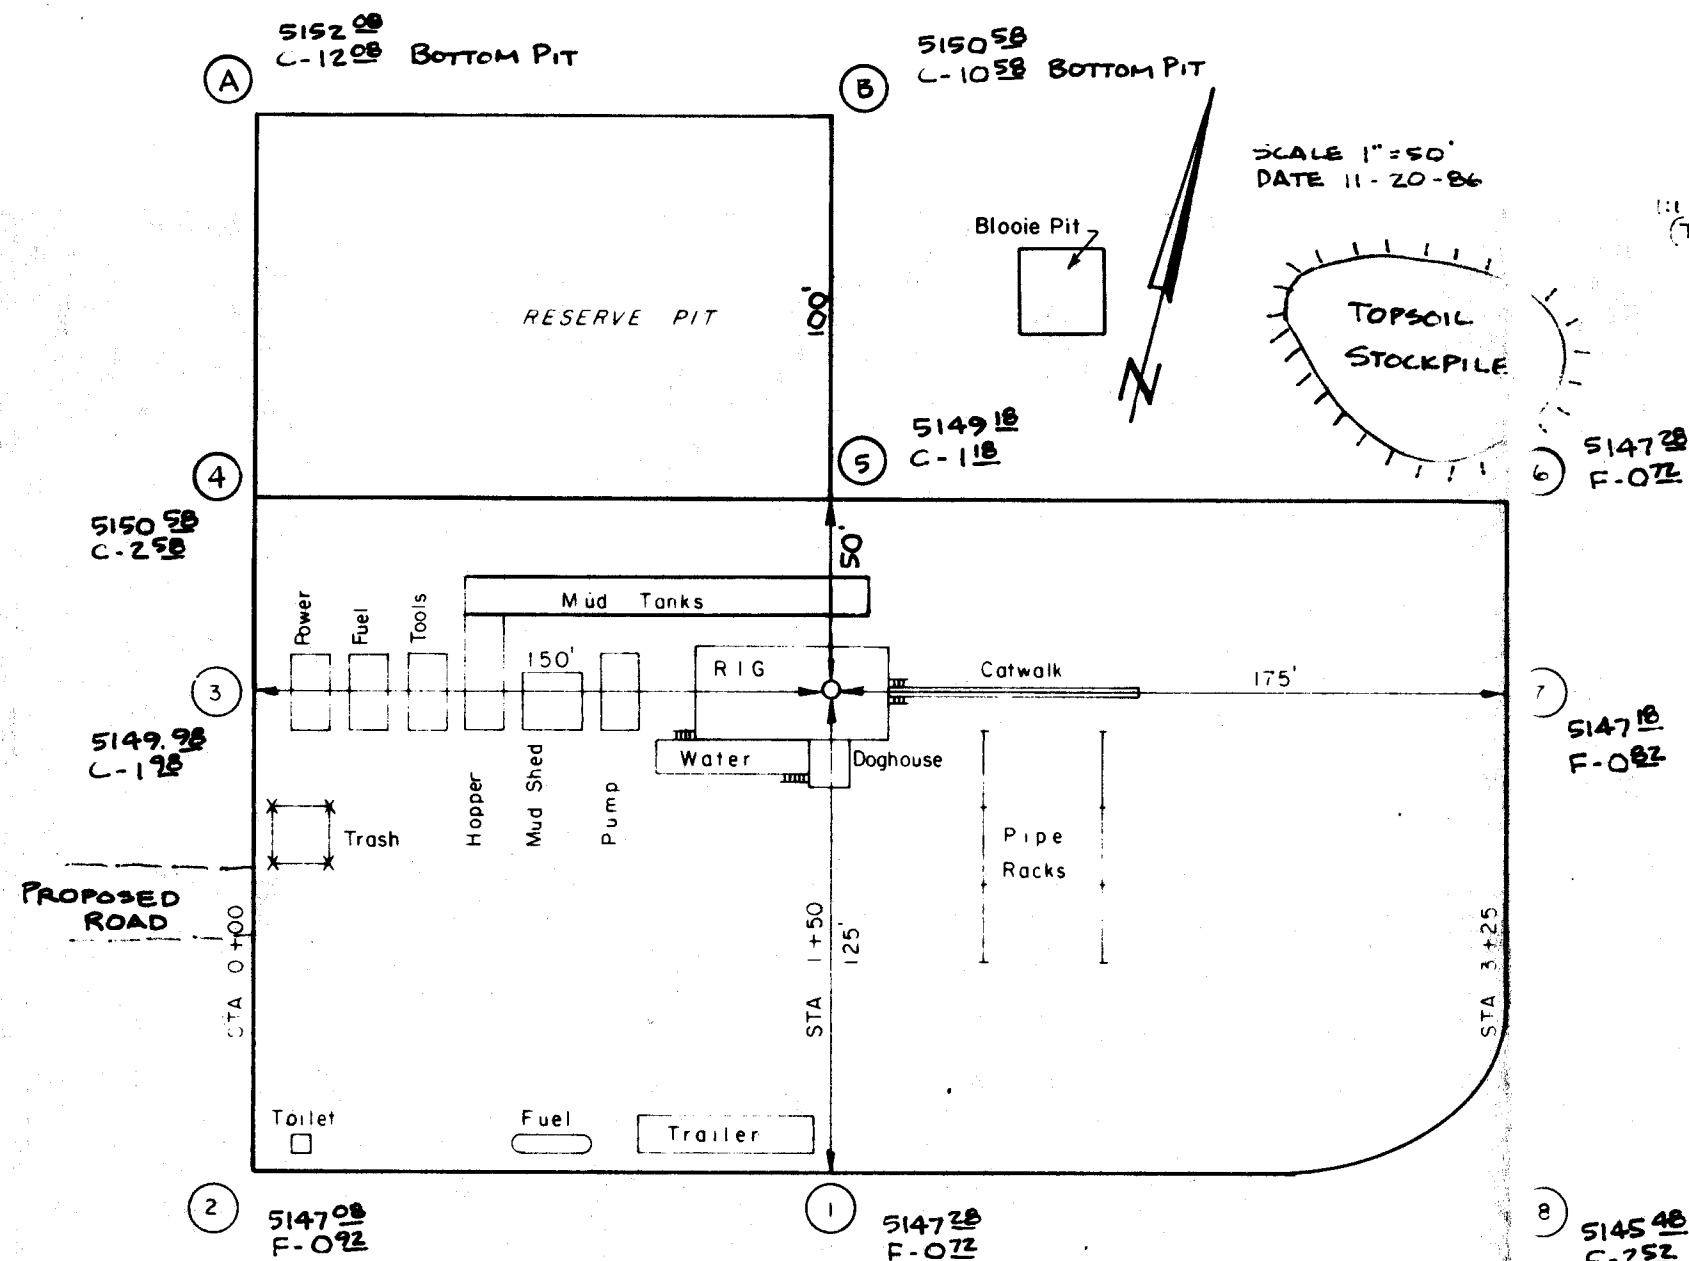 5152 08
C-12 08 BOTTOM PIT
A
5150 58
C-10 58 BOTTOM PIT
B
SCALE 1" = 50'
DATE 11-20-86
1:1
Blooie Pit
RESERVE PIT
100'
TOPSOIL
STOCKPILE
5149 18
C-1 18
5
4
6
5147 28
F-0 72
5150 58
C-2 58
50'
Mud Tanks
Power
Fuel
Tools
150'
RIG
Catwalk
175'
3
7
5149.98
C-1 98
5147 18
F-0 82
Water
Doghouse
Hopper
Mud Shed
Pump
Trash
Pipe
Racks
PROPOSED
ROAD
STA 0+00
STA 1+50
125'
STA 3+25
Toilet
Fuel
Trailer
2
5147 08
F-0 92
1
5147 28
F-0 72
8
5145 48
F-2 52